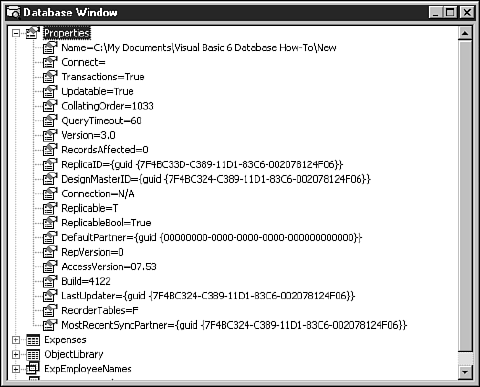 Database Window
Properties
Name=C:\My Documents\Visual Basic 6 Database How-To\New
Connect=
Transactions=True
Updatable=True
CollatingOrder=1033
QueryTimeout=60
Version=3.0
RecordsAffected=0
ReplicaID={guid {7F4BC33D-C389-11D1-83C6-002078124F06}}
DesignMasterID={guid {7F4BC324-C389-11D1-83C6-002078124F06}}
Connection=N/A
Replicable=T
ReplicableBool=True
DefaultPartner={guid {00000000-0000-0000-0000-000000000000}}
RepVersion=0
AccessVersion=07.53
Build=4122
LastUpdater={guid {7F4BC324-C389-11D1-83C6-002078124F06}}
ReorderTables=F
MostRecentSyncPartner={guid {7F4BC324-C389-11D1-83C6-002078124F06}}
Expenses
ObjectLibrary
ExpEmployeeNames